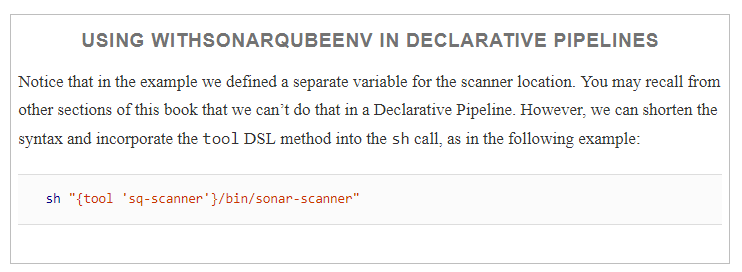 USING WITHSONARQUBEENV IN DECLARATIVE PIPELINES
Notice that in the example we defined a separate variable for the scanner location. You may recall from
other sections of this book that we can’t do that in a Declarative Pipeline. However, we can shorten the
syntax and incorporate the tool DSL method into the sh call, as in the following example:
sh "{tool 'sq-scanner'}/bin/sonar-scanner"